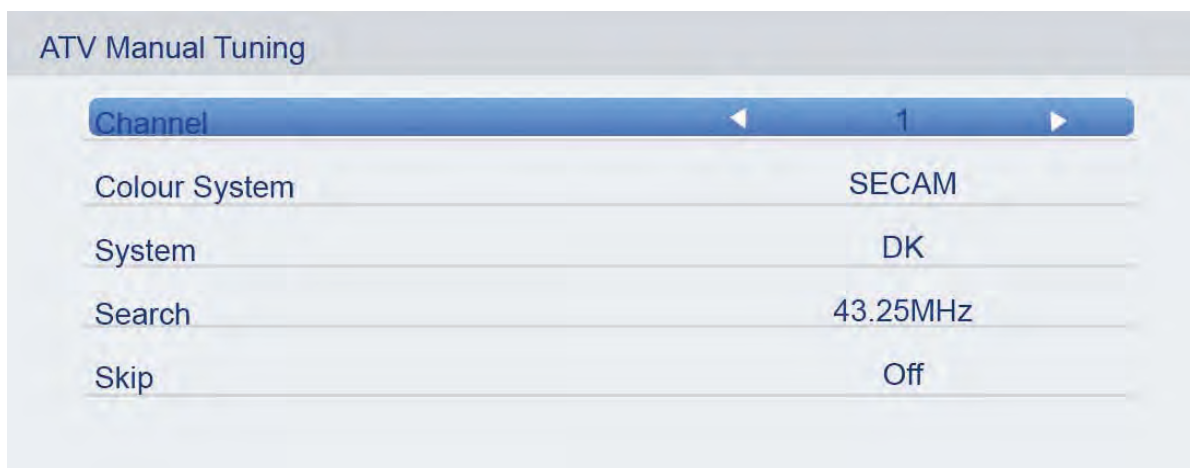 ATV Manual Tuning
Channel 1
Colour System SECAM
System DK
Search 43.25MHz
Skip Off